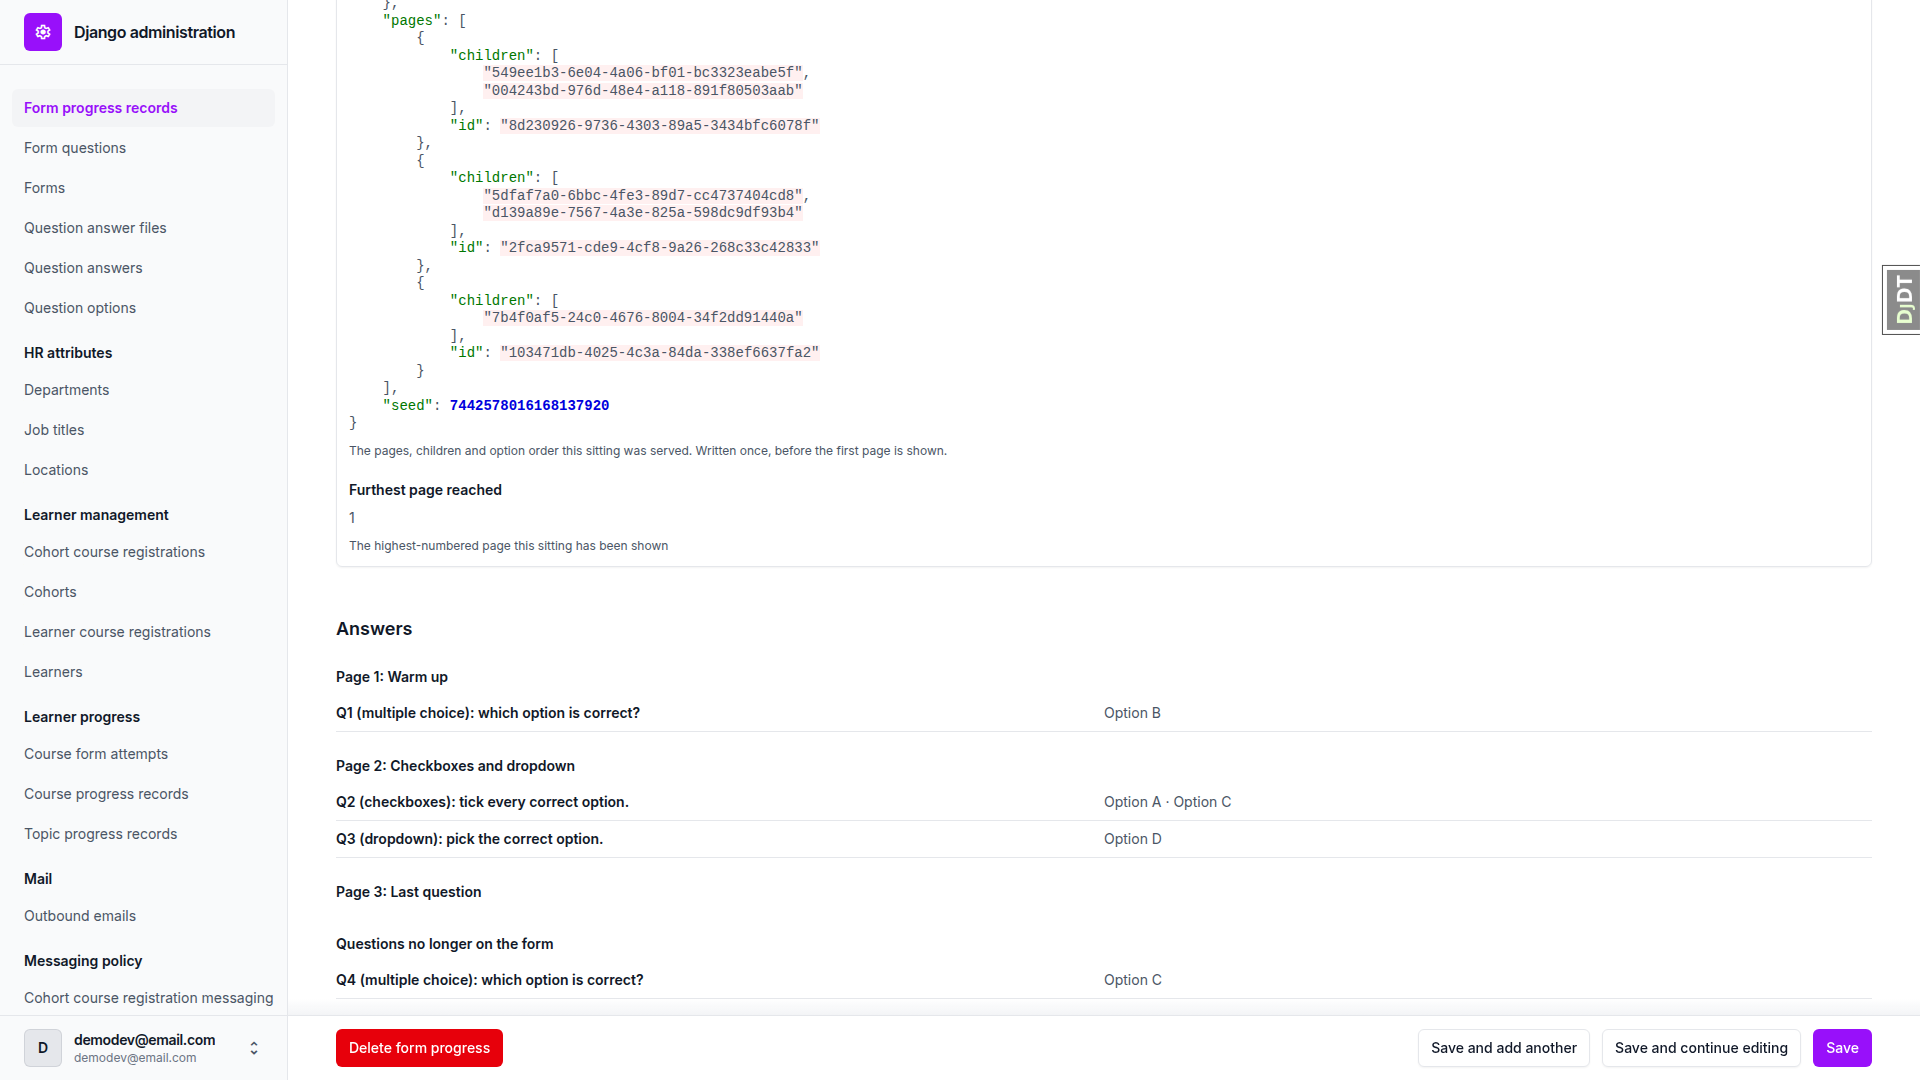 Django administration
Form progress records
Form questions
Forms
Question answer files
Question answers
Question options
HR attributes
Departments
Job titles
Locations
Learner management
Cohort course registrations
Cohorts
Learner course registrations
Learners
Learner progress
Course form attempts
Course progress records
Topic progress records
Mail
Outbound emails
Messaging policy
Cohort course registration messaging
D
demodev@email.com
demodev@email.com
},
"pages": [
{
"children": [
"549ee1b3-6e04-4a06-bf01-bc3323eabe5f",
"004243bd-976d-48e4-a118-891f80503aab"
],
"id": "8d230926-9736-4303-89a5-3434bfc6078f"
},
{
"children": [
"5dfaf7a0-6bbc-4fe3-89d7-cc4737404cd8",
"d139a89e-7567-4a3e-825a-598dc9df93b4"
],
"id": "2fca9571-cde9-4cf8-9a26-268c33c42833"
},
{
"children": [
"7b4f0af5-24c0-4676-8004-34f2dd91440a"
],
"id": "103471db-4025-4c3a-84da-338ef6637fa2"
}
],
"seed": 7442578016168137920
}
The pages, children and option order this sitting was served. Written once, before the first page is shown.
Furthest page reached
1
The highest-numbered page this sitting has been shown
Answers
Page 1: Warm up
Q1 (multiple choice): which option is correct? Option B
Page 2: Checkboxes and dropdown
Q2 (checkboxes): tick every correct option. Option A · Option C
Q3 (dropdown): pick the correct option. Option D
Page 3: Last question
Questions no longer on the form
Q4 (multiple choice): which option is correct? Option C
Delete form progress
Save and add another
Save and continue editing
Save
DjDT